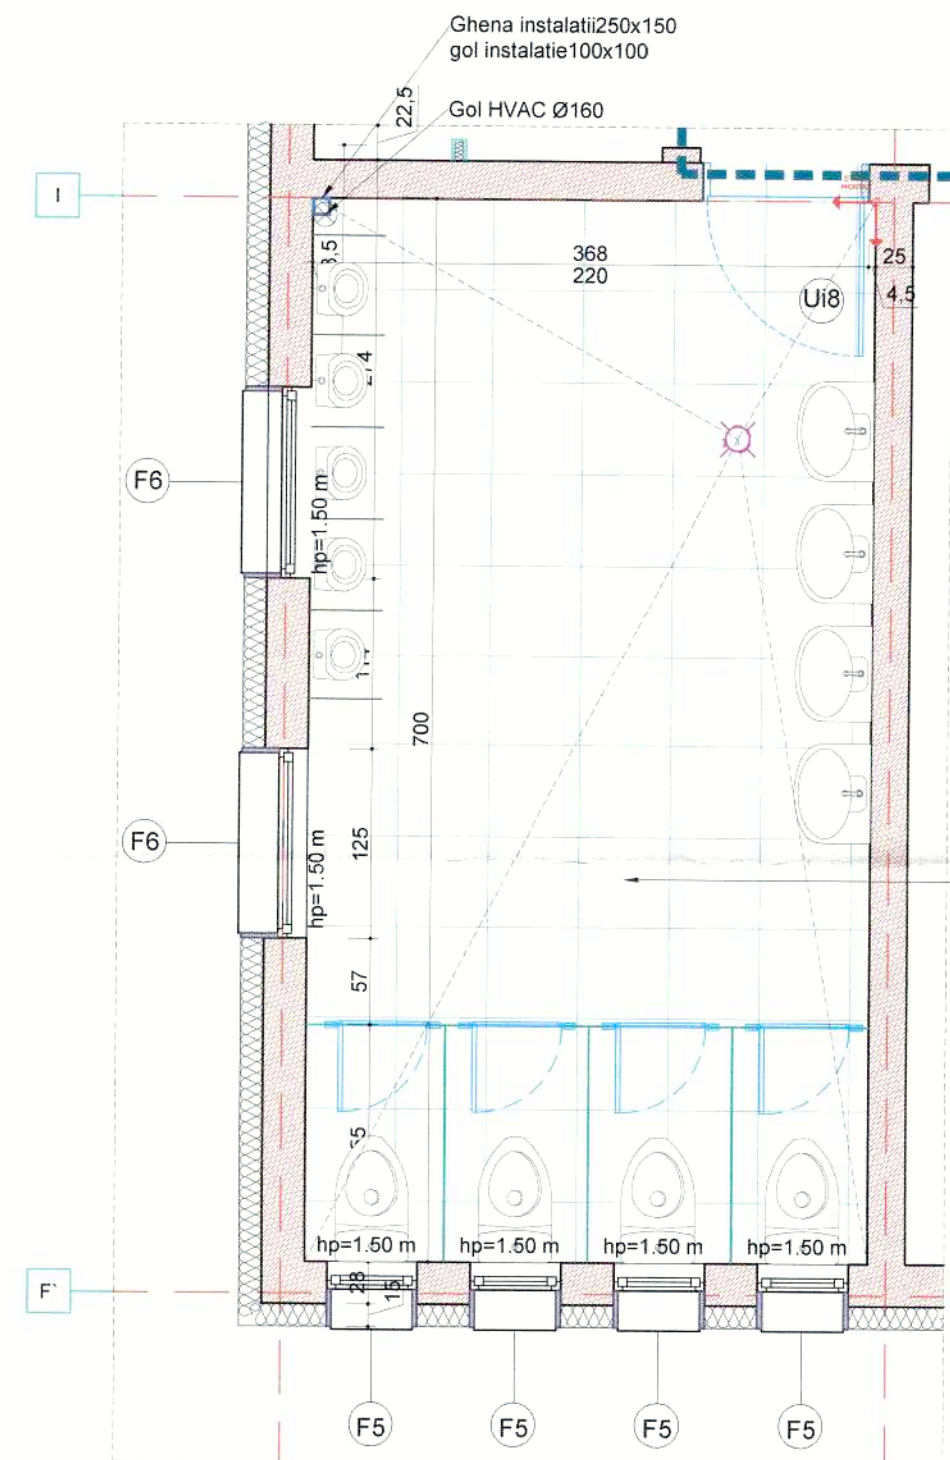 Ghena instalatii250x150
gol instalatie100x100
22,5
Gol HVAC Ø160
I
368
220
25
4,5
Ui8
F6
hp=1.50 m
700
F6
125
hp=1.50 m
57
hp=1.50 m
hp=1.50 m
hp=1.50 m
hp=1.50 m
F`
28
15
F5
F5
F5
F5